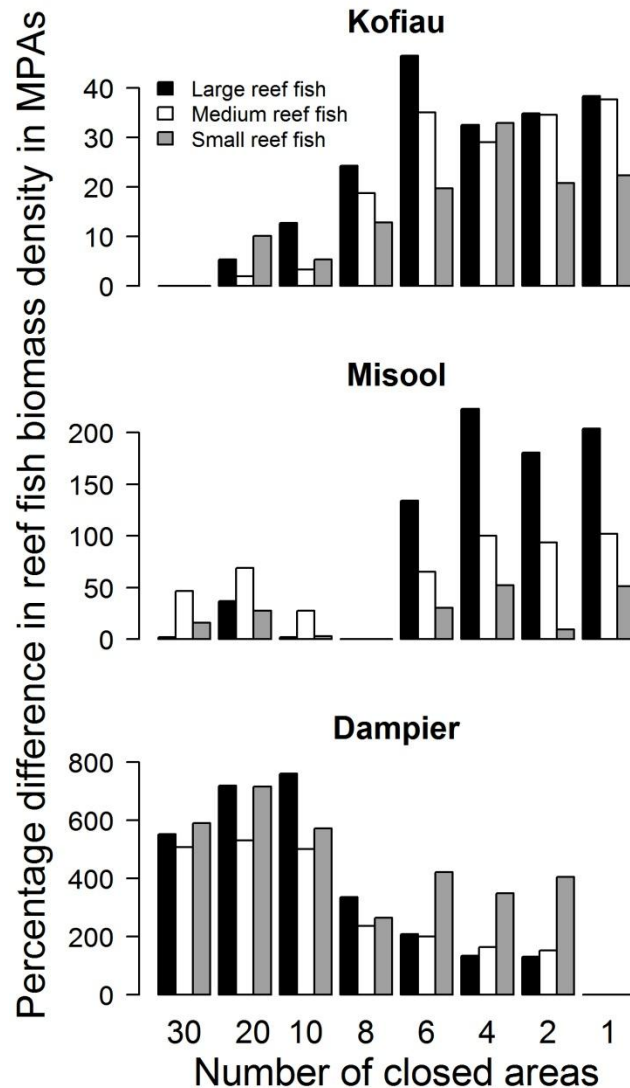 Kofiau
Percentage difference in reef fish biomass density in MPAs
Large reef fish
Medium reef fish
Small reef fish
40
30
20
10
0
Misool
200
150
100
50
0
Dampier
800
600
400
200
0
30 20 10 8 6 4 2 1
Number of closed areas